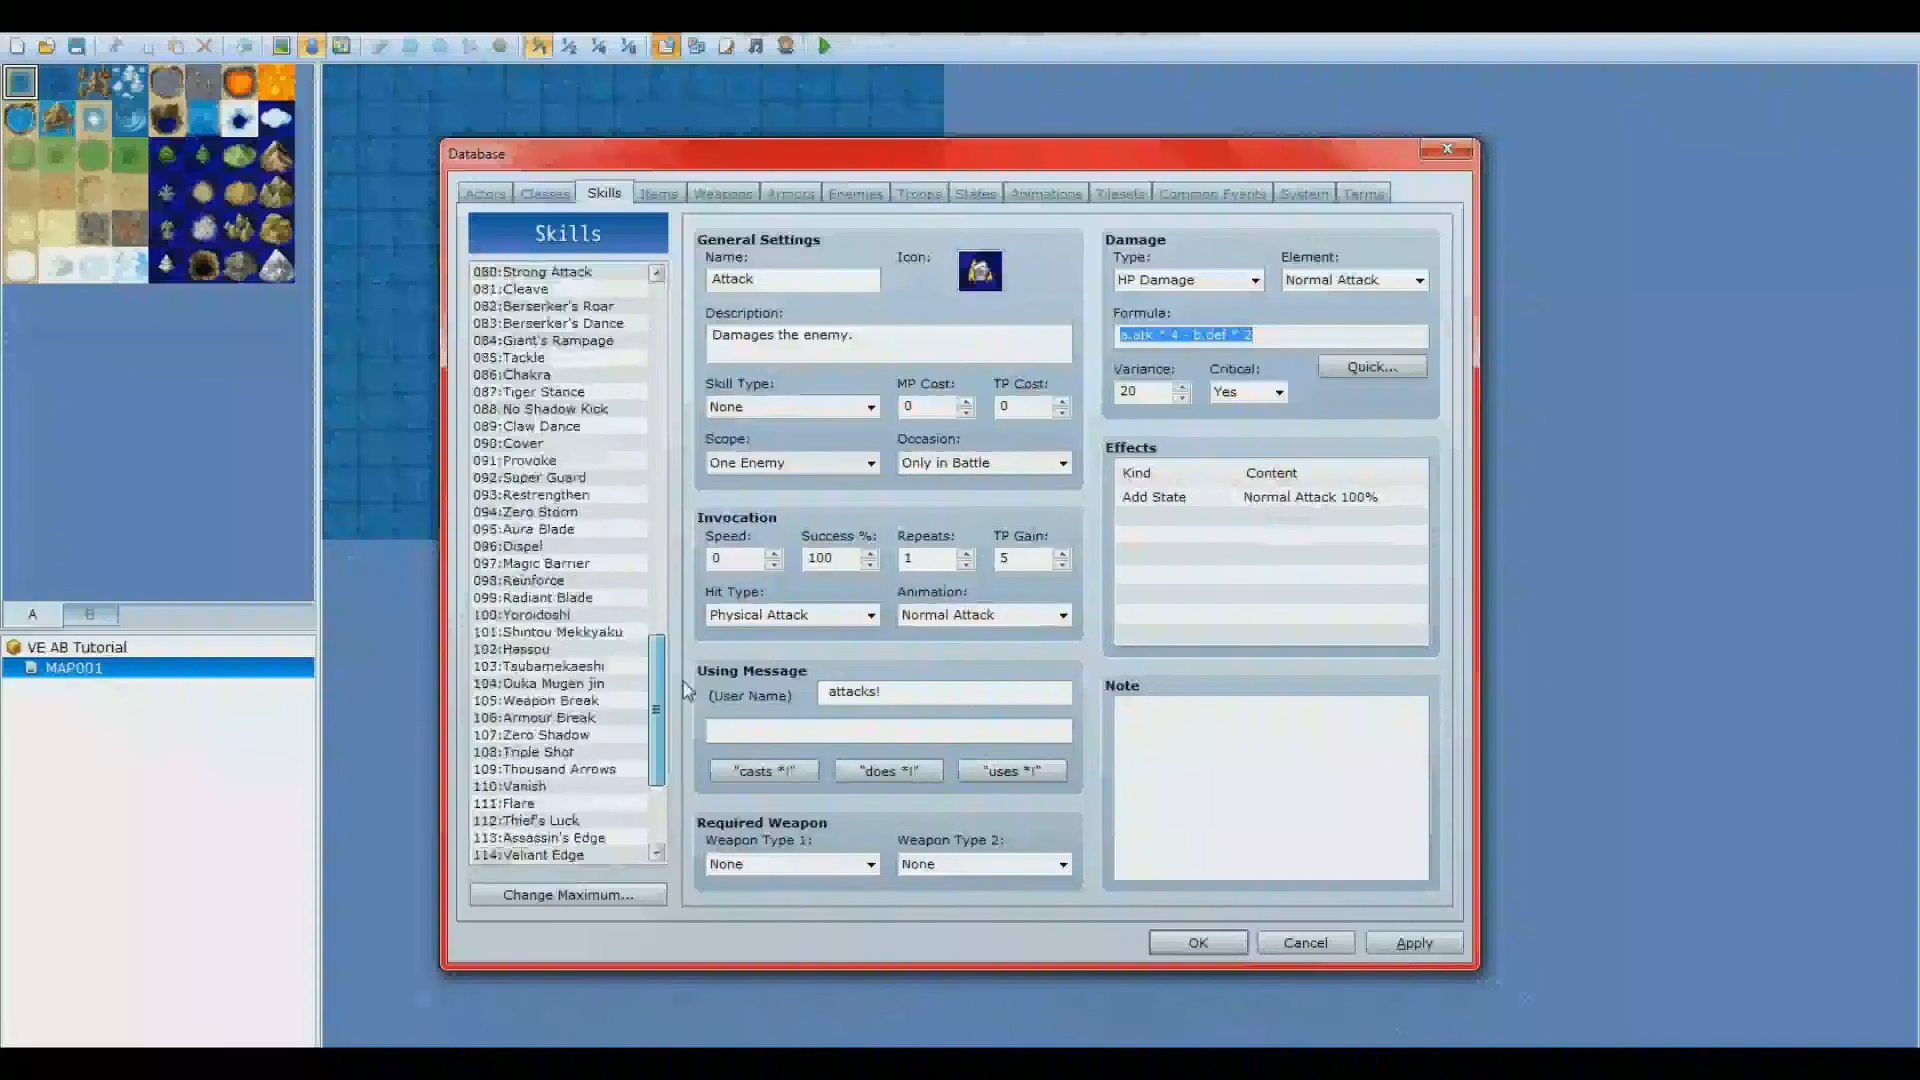 Database
Actors Classes Skills Items Weapons Armors Enemies Troops States Animations Tilesets Common Events System Terms
Skills
080:Strong Attack
081:Cleave
082:Berserker's Roar
083:Berserker's Dance
084:Giant's Rampage
085:Tackle
086:Chakra
087:Tiger Stance
088:No Shadow Kick
089:Claw Dance
090:Cover
091:Provoke
092:Super Guard
093:Restrengthen
094:Zero Storm
095:Aura Blade
096:Dispel
097:Magic Barrier
098:Reinforce
099:Radiant Blade
100:Yoroidoshi
101:Shintou Mekkyaku
102:Hassou
103:Tsubamekaeshi
104:Ouka Mugen jin
105:Weapon Break
106:Armour Break
107:Zero Shadow
108:Triple Shot
109:Thousand Arrows
110:Vanish
111:Flare
112:Thief's Luck
113:Assassin's Edge
114:Valiant Edge
Change Maximum...
General Settings
Name: Icon:
Attack
Description:
Damages the enemy.
Skill Type: MP Cost: TP Cost:
None 0 0
Scope: Occasion:
One Enemy Only in Battle
Invocation
Speed: Success %: Repeats: TP Gain:
0 100 1 5
Hit Type: Animation:
Physical Attack Normal Attack
Using Message
(User Name) attacks!
"casts *!" "does *!" "uses *!"
Required Weapon
Weapon Type 1: Weapon Type 2:
None None
Damage
Type: Element:
HP Damage Normal Attack
Formula:
a.atk * 4 - b.def * 2
Variance: Critical: Quick...
20 Yes
Effects
Kind Content
Add State Normal Attack 100%
Note
OK Cancel Apply
A B
VE AB Tutorial
MAP001